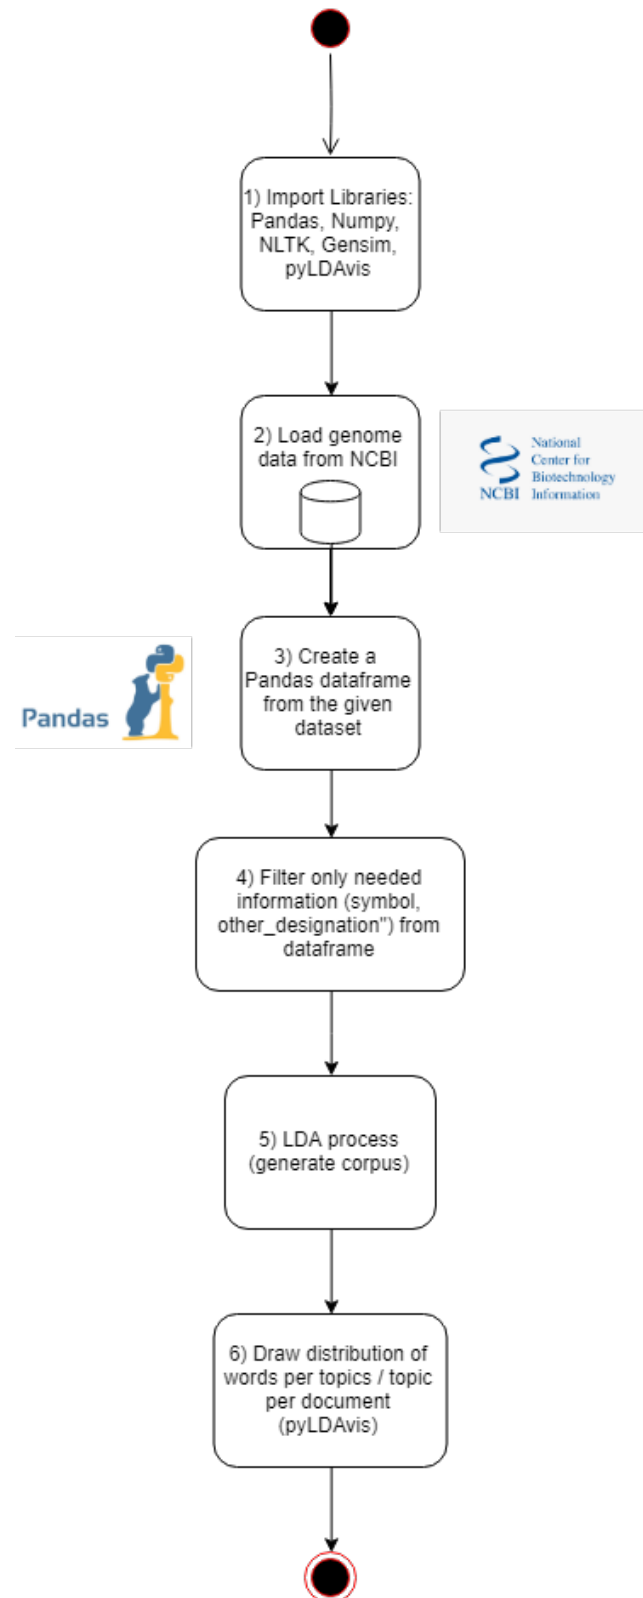 1) Import Libraries:
Pandas, Numpy,
NLTK, Gensim,
pyLDAvis
2) Load genome
data from NCBI
NCBI
National
Center for
Biotechnology
Information
3) Create a
Pandas dataframe
from the given
dataset
Pandas
4) Filter only needed
information (symbol,
other_designation") from
dataframe
5) LDA process
(generate corpus)
6) Draw distribution of
words per topics / topic
per document
(pyLDAvis)